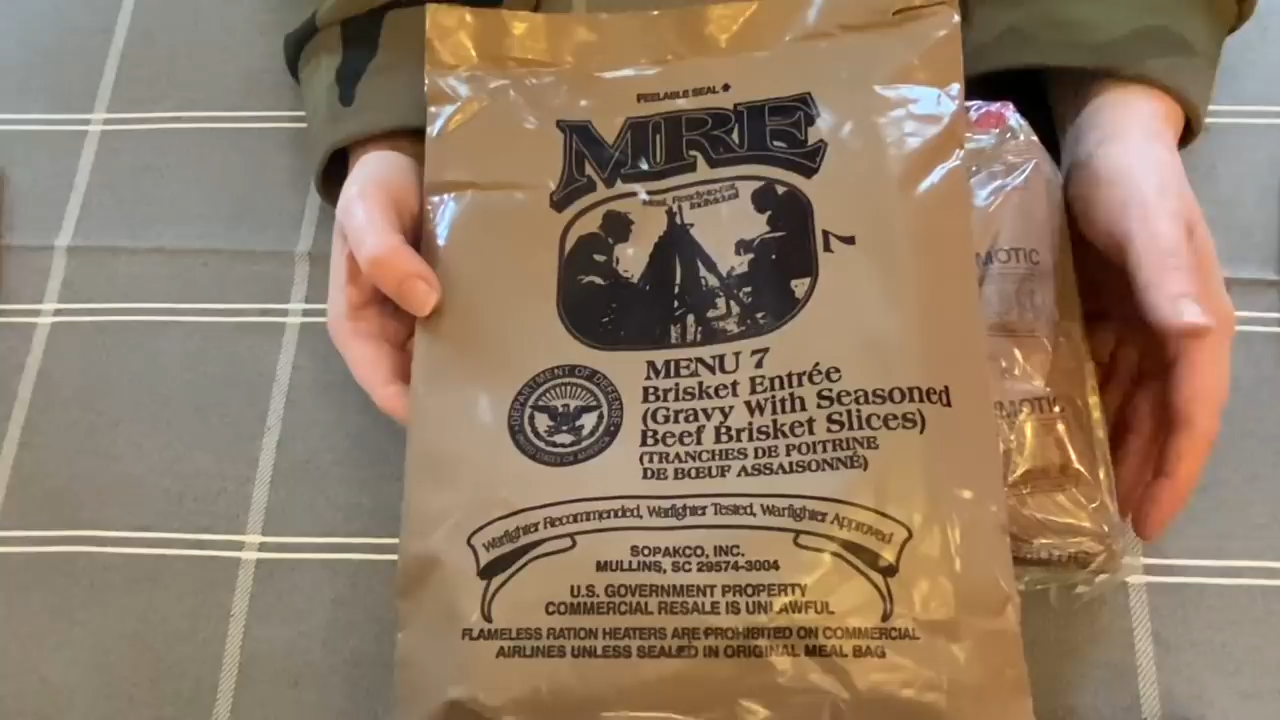 PEELABLE SEAL
MRE
Meal, Ready-to-Eat,
Individual
7
MENU 7
Brisket Entrée
(Gravy With Seasoned
Beef Brisket Slices)
(TRANCHES DE POITRINE
DE BŒUF ASSAISONNÉ)
DEPARTMENT OF DEFENSE
UNITED STATES OF AMERICA
Warfighter Recommended, Warfighter Tested, Warfighter Approved
SOPAKCO, INC.
MULLINS, SC 29574-3004
U.S. GOVERNMENT PROPERTY
COMMERCIAL RESALE IS UNLAWFUL
FLAMELESS RATION HEATERS ARE PROHIBITED ON COMMERCIAL
AIRLINES UNLESS SEALED IN ORIGINAL MEAL BAG